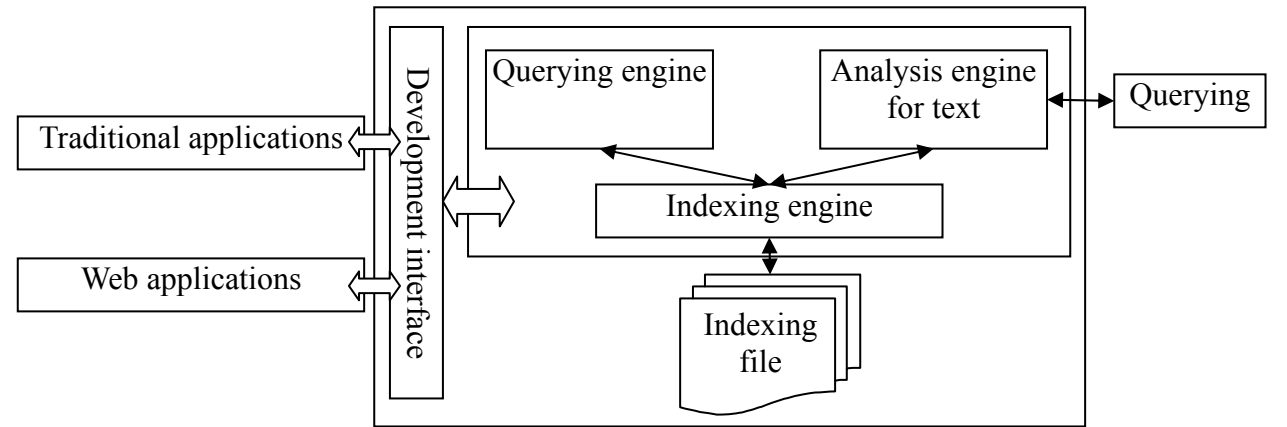 Traditional applications
Web applications
Development interface
Querying engine
Analysis engine
for text
Indexing engine
Indexing
file
Querying